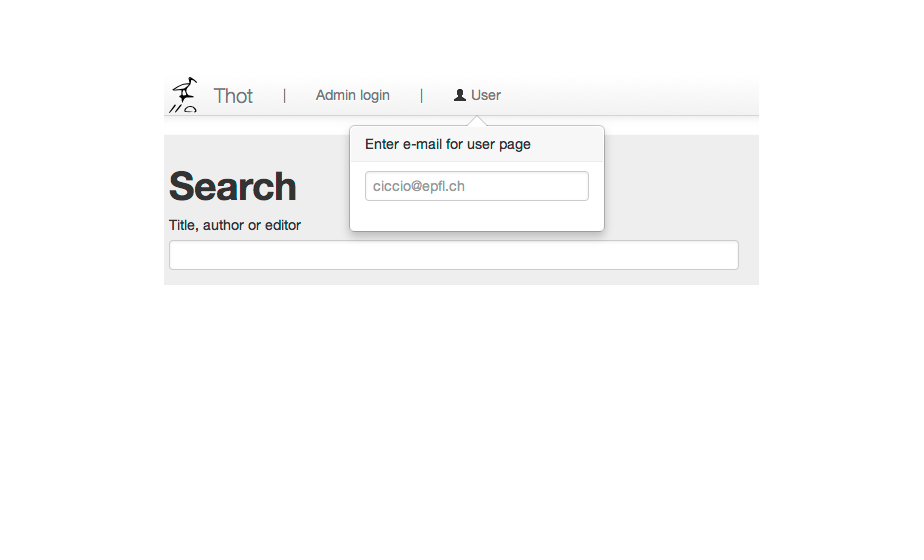 Thot | Admin login | User
Enter e-mail for user page
ciccio@epfl.ch
Search
Title, author or editor